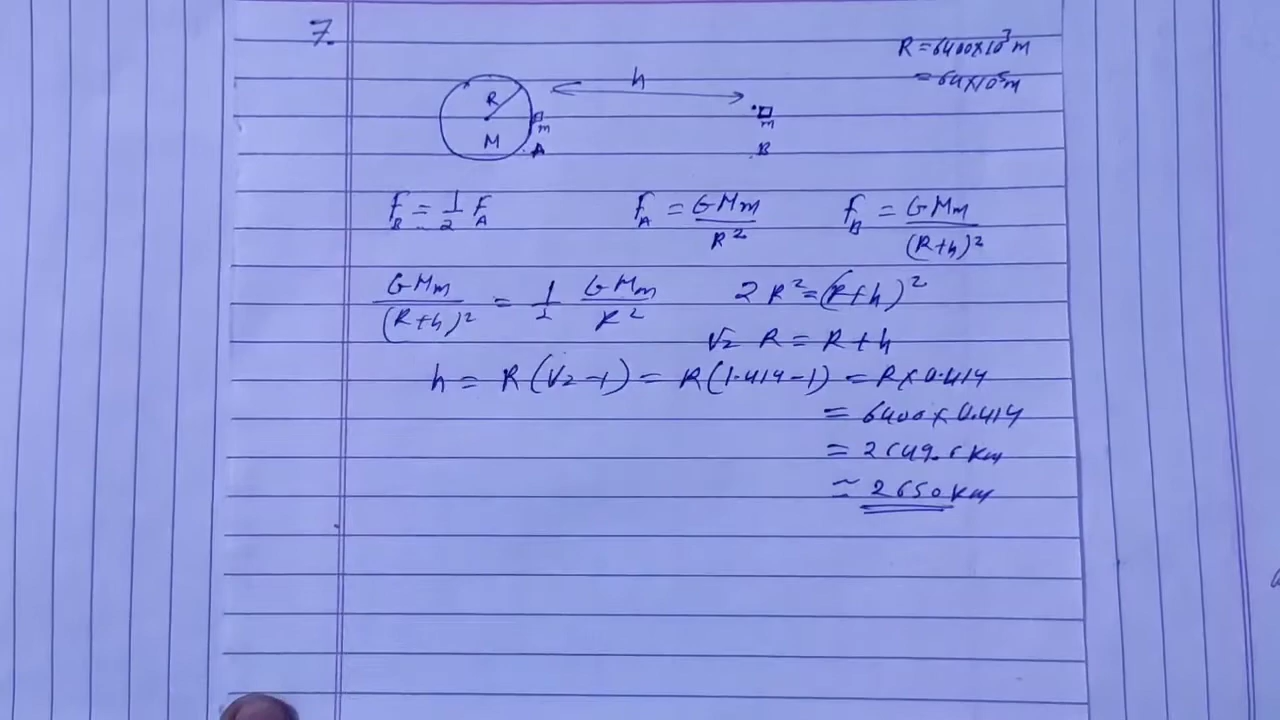 7.
R = 6400×10³ m
= 64×10⁵ m
h
R
M
m
A
m
B
F_B = 1/2 F_A    F_A = GMm/R²    F_B = GMm/(R+h)²
GMm/(R+h)² = 1/2 GMm/R²    2R² = (R+h)²
√2 R = R+h
h = R(√2-1) = R(1.414-1) = R×0.414
= 6400×0.414
= 2649.6 km
≈ 2650 km